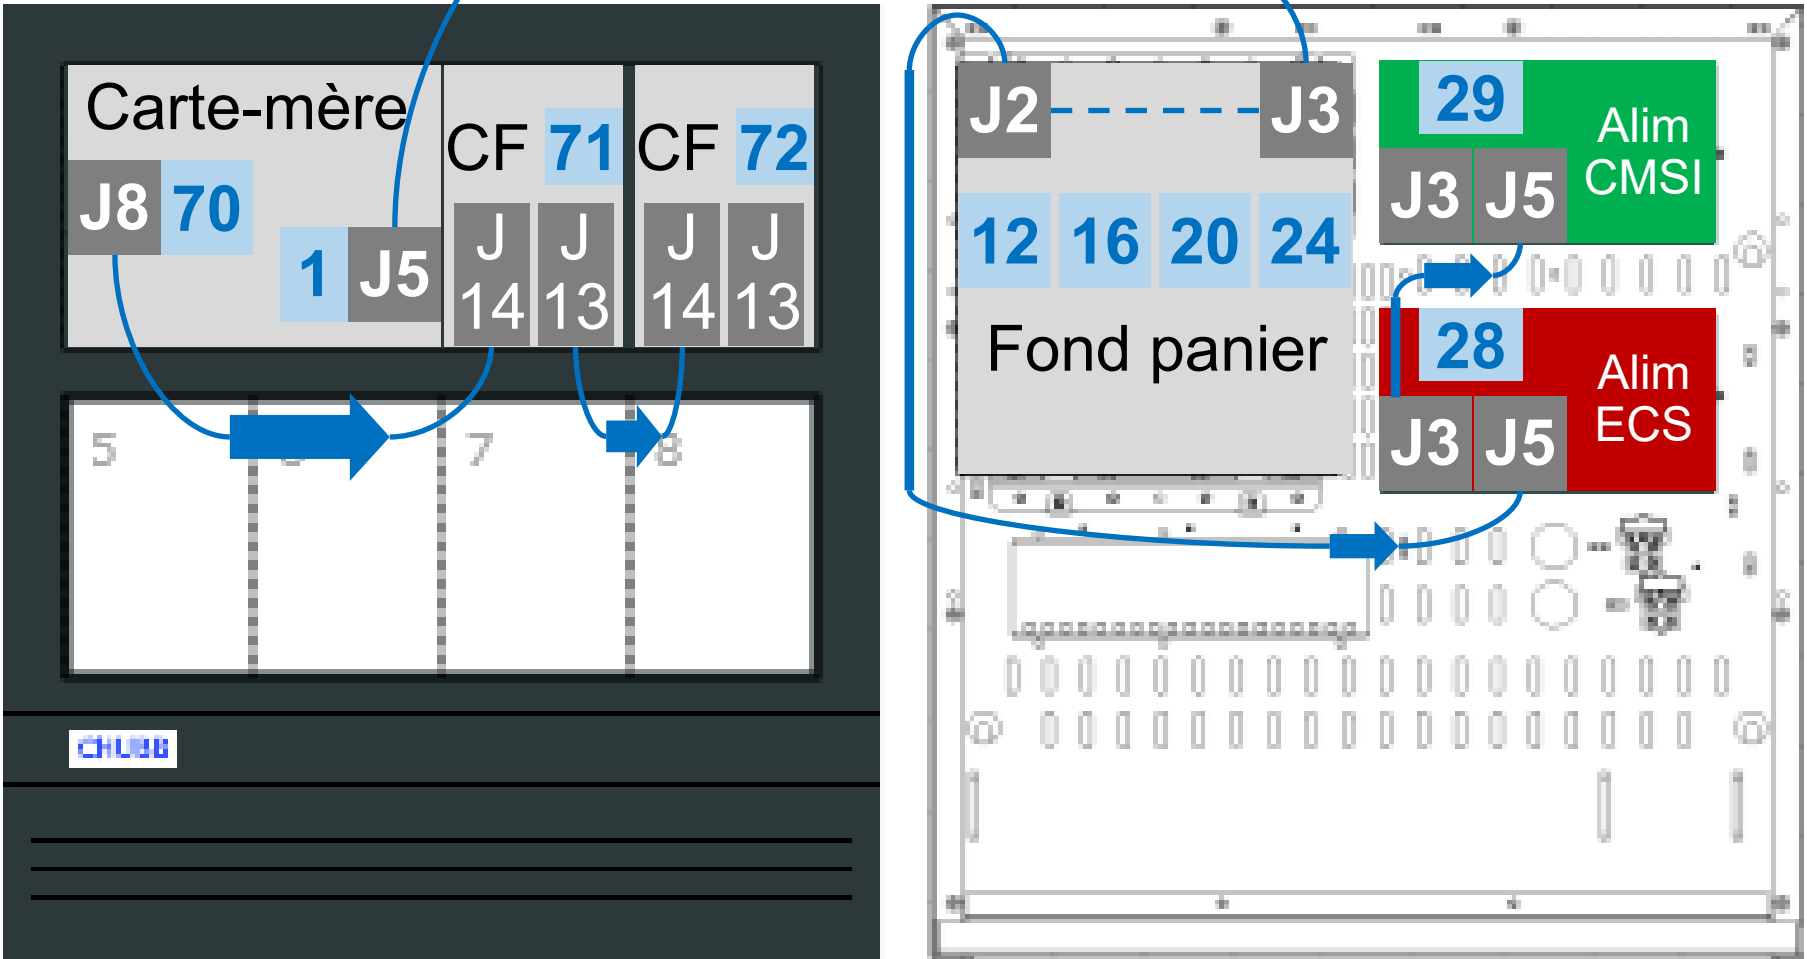 Carte-mère
J8 70
1 J5
CF 71
J
14
J
13
CF 72
J
14
J
13
5
7
8
CHUBB
J2
J3
12 16 20 24
Fond panier
29
Alim
CMSI
J3 J5
28
Alim
ECS
J3 J5